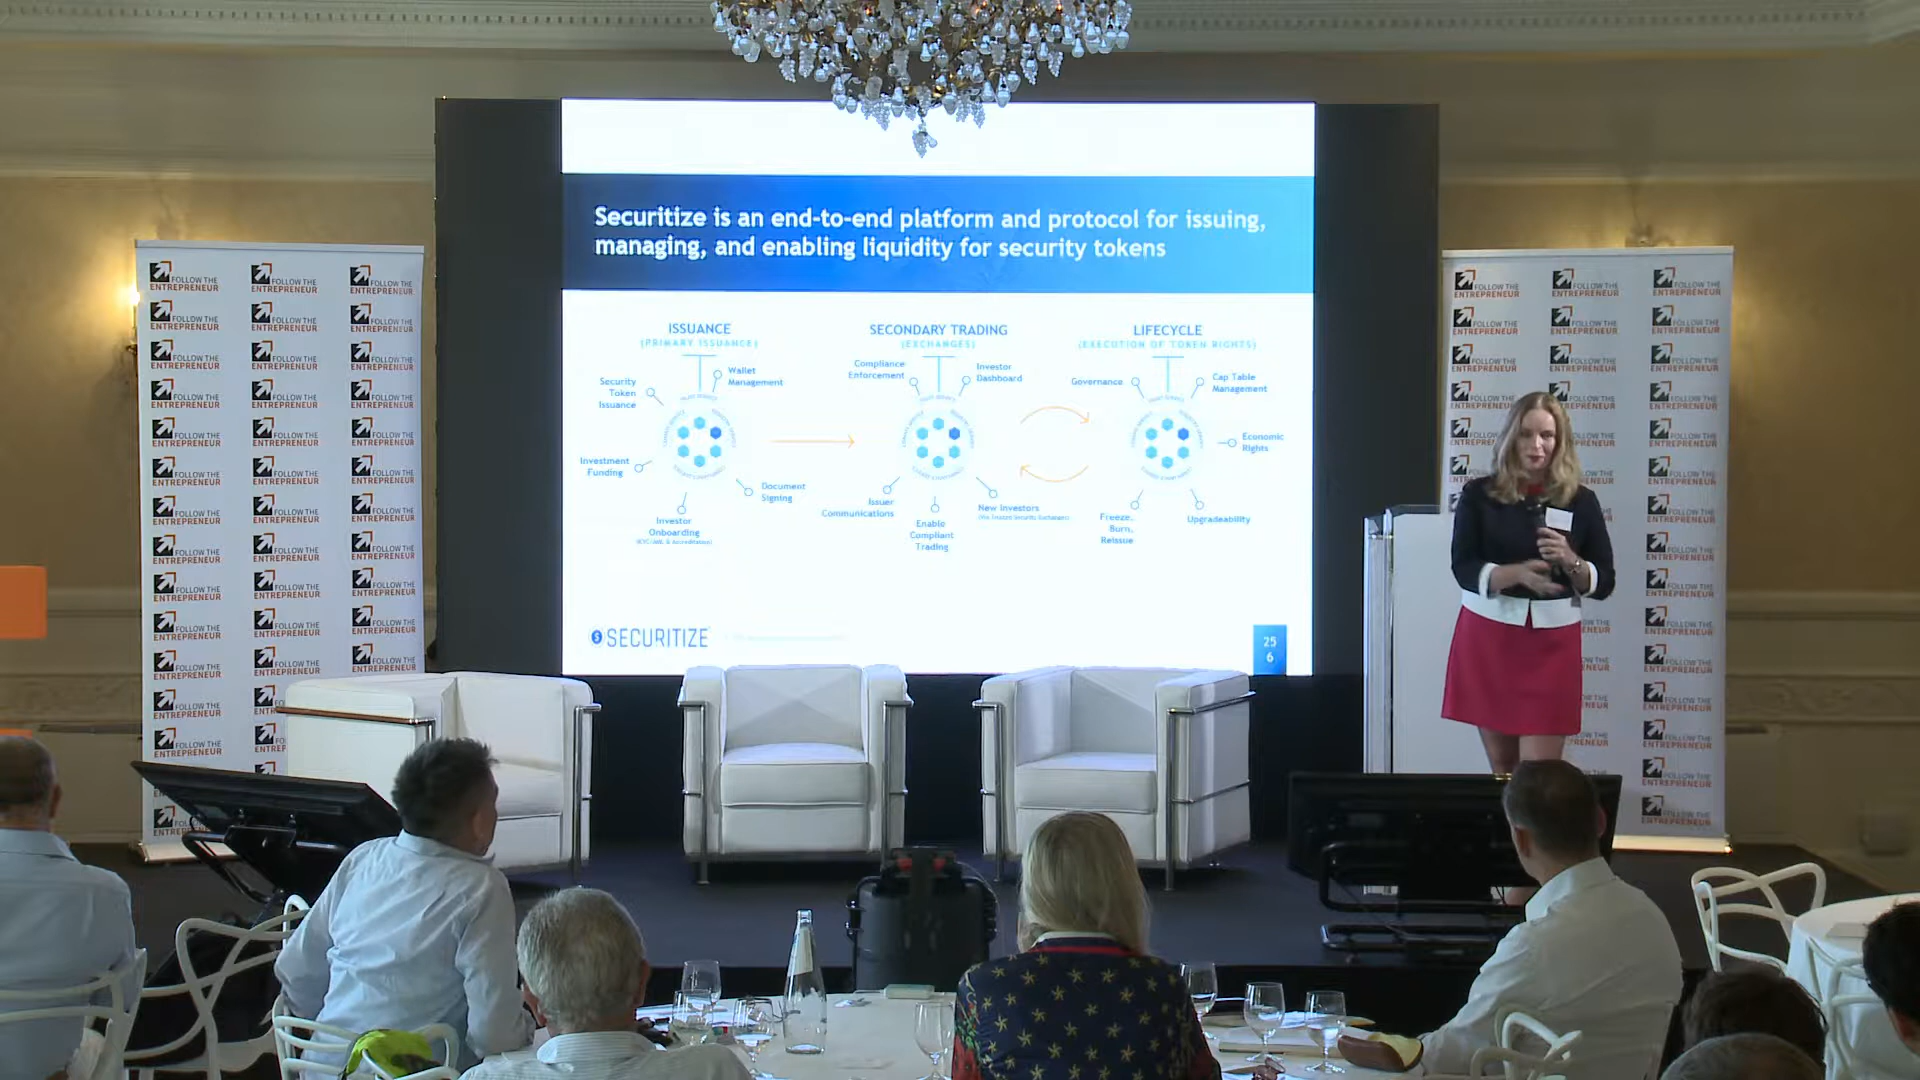 Securitize is an end-to-end platform and protocol for issuing,
managing, and enabling liquidity for security tokens
ISSUANCE
(PRIMARY ISSUANCE)
Wallet
Management
Security
Token
Issuance
Investment
Funding
Document
Signing
Investor
Onboarding
(KYC/AML & Accreditation)
SECONDARY TRADING
(EXCHANGES)
Compliance
Enforcement
Investor
Dashboard
Issuer
Communications
Enable
Compliant
Trading
New Investors
LIFECYCLE
(EXECUTION OF TOKEN RIGHTS)
Governance
Cap Table
Management
Economic
Rights
Freeze,
Burn,
Reissue
Upgradeability
SECURITIZE
25
6
FOLLOW THE
ENTREPRENEUR